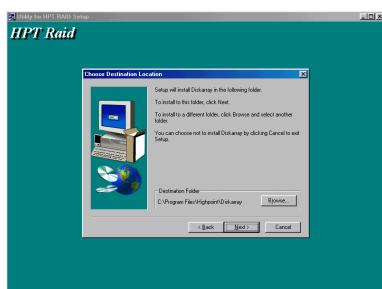 Utility for HPT RAID Setup
HPT Raid
Choose Destination Location
Setup will install Diskarray in the following folder.
To install to this folder, click Next.
To install to a different folder, click Browse and select another
folder.
You can choose not to install Diskarray by clicking Cancel to exit
Setup.
Destination Folder
C:\Program Files\Highpoint\Diskarray
Browse...
< Back
Next >
Cancel